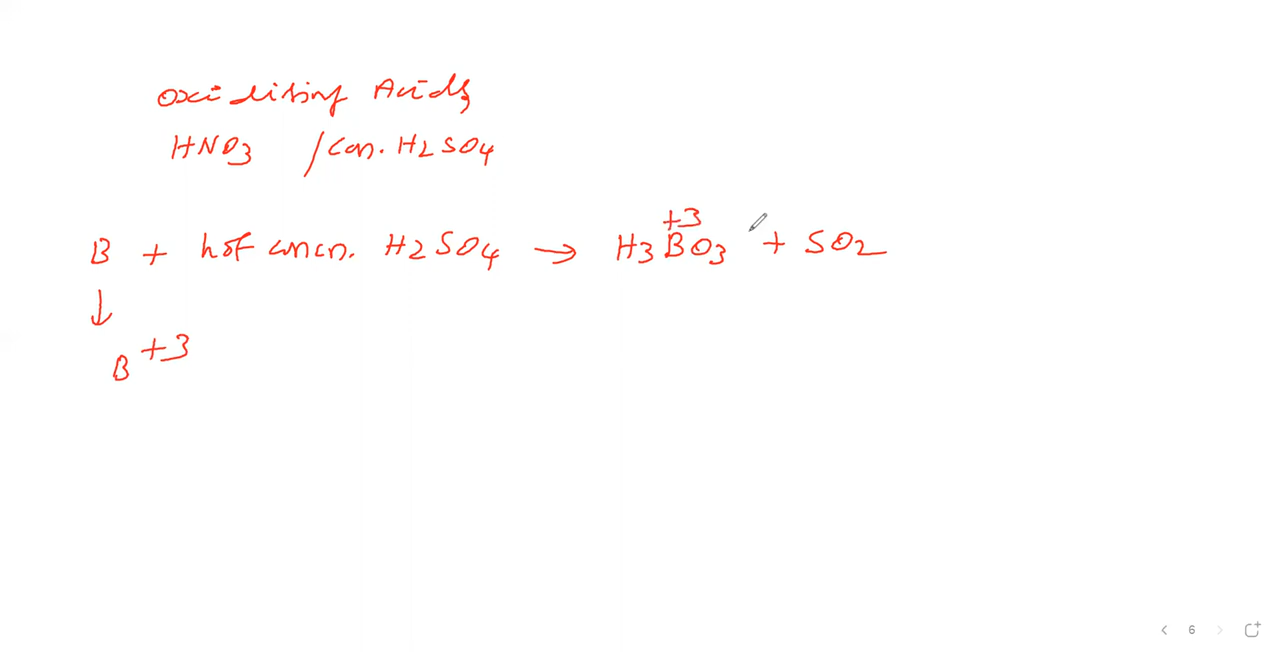 Oxidising Acids
HNO3 /Con. H2SO4
+3
B + hot concn. H2SO4 → H3BO3 + SO2
↓
B+3
6